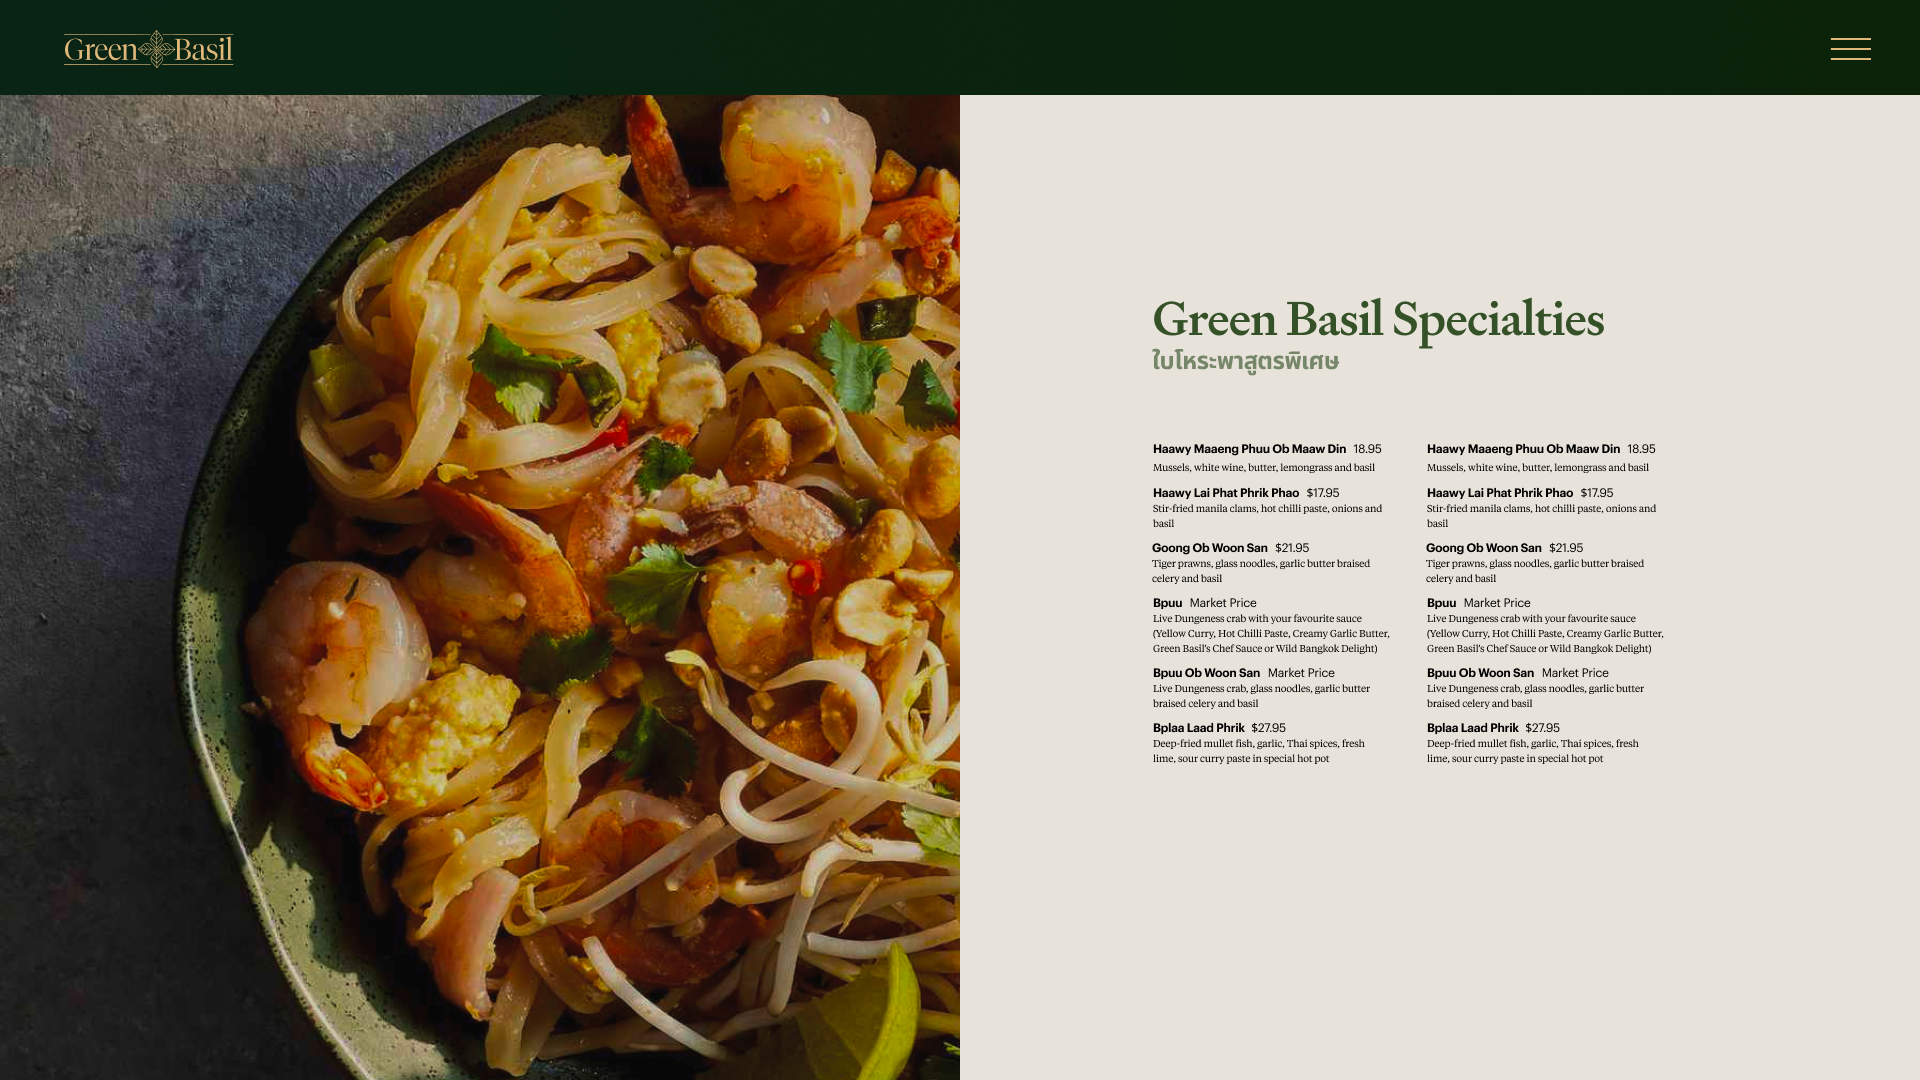 Green Basil
Green Basil Specialties
ใบโหระพาสูตรพิเศษ
Haawy Maaeng Phuu Ob Maaw Din 18.95
Mussels, white wine, butter, lemongrass and basil
Haawy Lai Phat Phrik Phao $17.95
Stir-fried manila clams, hot chilli paste, onions and
basil
Goong Ob Woon San $21.95
Tiger prawns, glass noodles, garlic butter braised
celery and basil
Bpuu Market Price
Live Dungeness crab with your favourite sauce
(Yellow Curry, Hot Chilli Paste, Creamy Garlic Butter,
Green Basil's Chef Sauce or Wild Bangkok Delight)
Bpuu Ob Woon San Market Price
Live Dungeness crab, glass noodles, garlic butter
braised celery and basil
Bplaa Laad Phrik $27.95
Deep-fried mullet fish, garlic, Thai spices, fresh
lime, sour curry paste in special hot pot
Haawy Maaeng Phuu Ob Maaw Din 18.95
Mussels, white wine, butter, lemongrass and basil
Haawy Lai Phat Phrik Phao $17.95
Stir-fried manila clams, hot chilli paste, onions and
basil
Goong Ob Woon San $21.95
Tiger prawns, glass noodles, garlic butter braised
celery and basil
Bpuu Market Price
Live Dungeness crab with your favourite sauce
(Yellow Curry, Hot Chilli Paste, Creamy Garlic Butter,
Green Basil's Chef Sauce or Wild Bangkok Delight)
Bpuu Ob Woon San Market Price
Live Dungeness crab, glass noodles, garlic butter
braised celery and basil
Bplaa Laad Phrik $27.95
Deep-fried mullet fish, garlic, Thai spices, fresh
lime, sour curry paste in special hot pot